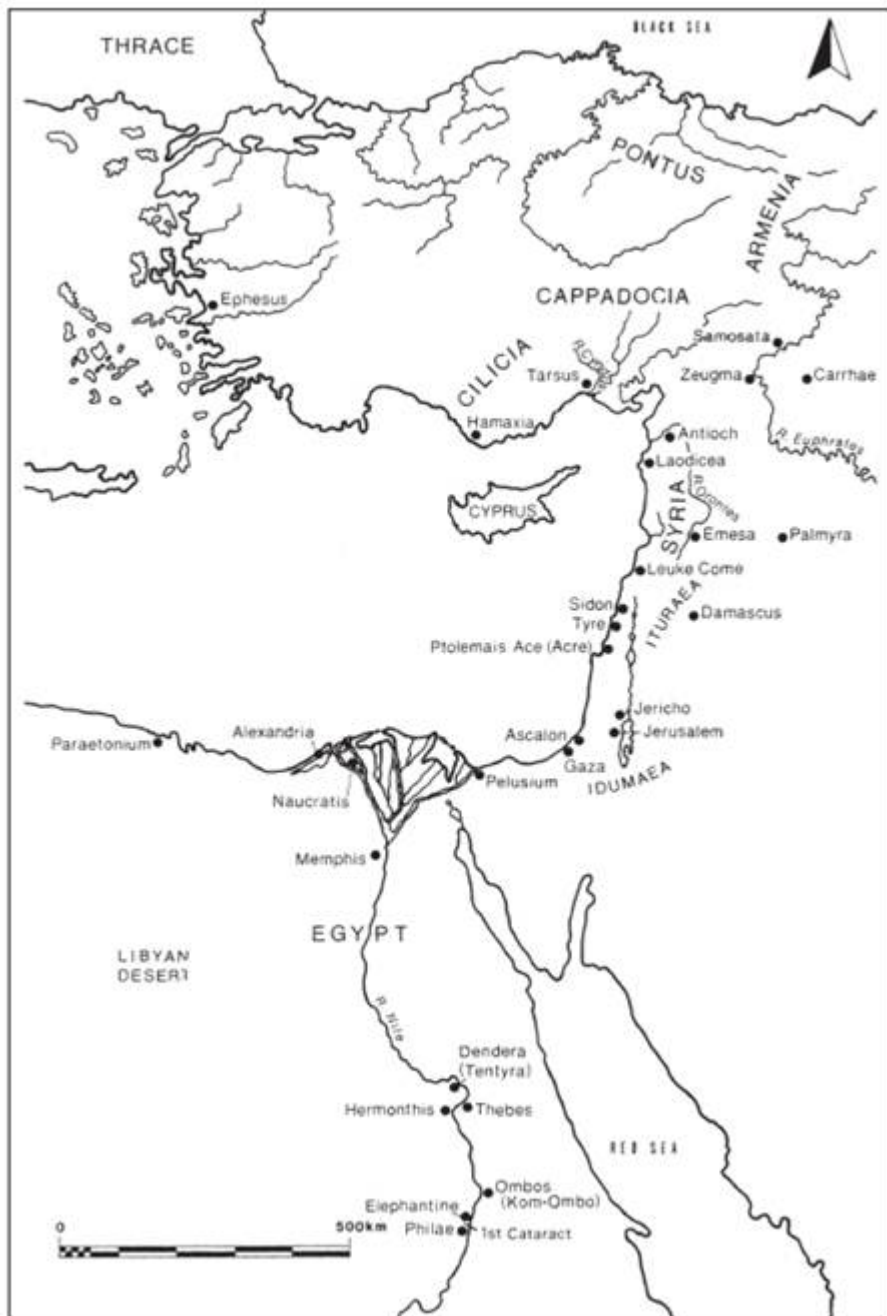 BLACK SEA
THRACE
PONTUS
ARMENIA
Ephesus
CAPPADOCIA
CILICIA
R.Cydnus
Samosata
Tarsus
Zeugma
Carrhae
Hamaxia
Antioch
R. Euphrates
Laodicea
R.Orontes
SYRIA
CYPRUS
Emesa
Palmyra
Leuke Come
Sidon
ITURAEA
Damascus
Tyre
Ptolemais Ace (Acre)
Jericho
Alexandria
Ascalon
Jerusalem
Paraetonium
Gaza
Pelusium
IDUMAEA
Naucratis
Memphis
EGYPT
LIBYAN
DESERT
R. Nile
Dendera
(Tentyra)
Hermonthis
Thebes
RED SEA
Ombos
(Kom-Ombo)
Elephantine
0
500km
Philae
1st Cataract